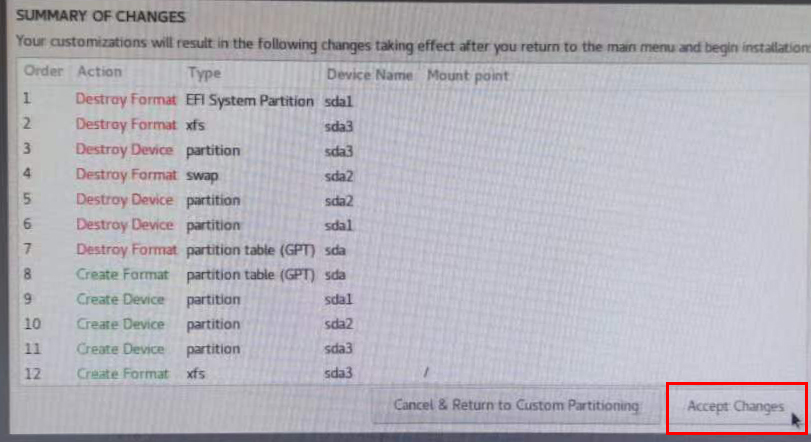 SUMMARY OF CHANGES
Your customizations will result in the following changes taking effect after you return to the main menu and begin installation
Order Action Type Device Name Mount point
1 Destroy Format EFI System Partition sda1
2 Destroy Format xfs sda3
3 Destroy Device partition sda3
4 Destroy Format swap sda2
5 Destroy Device partition sda2
6 Destroy Device partition sda1
7 Destroy Format partition table (GPT) sda
8 Create Format partition table (GPT) sda
9 Create Device partition sda1
10 Create Device partition sda2
11 Create Device partition sda3
12 Create Format xfs sda3 /
Cancel & Return to Custom Partitioning Accept Changes